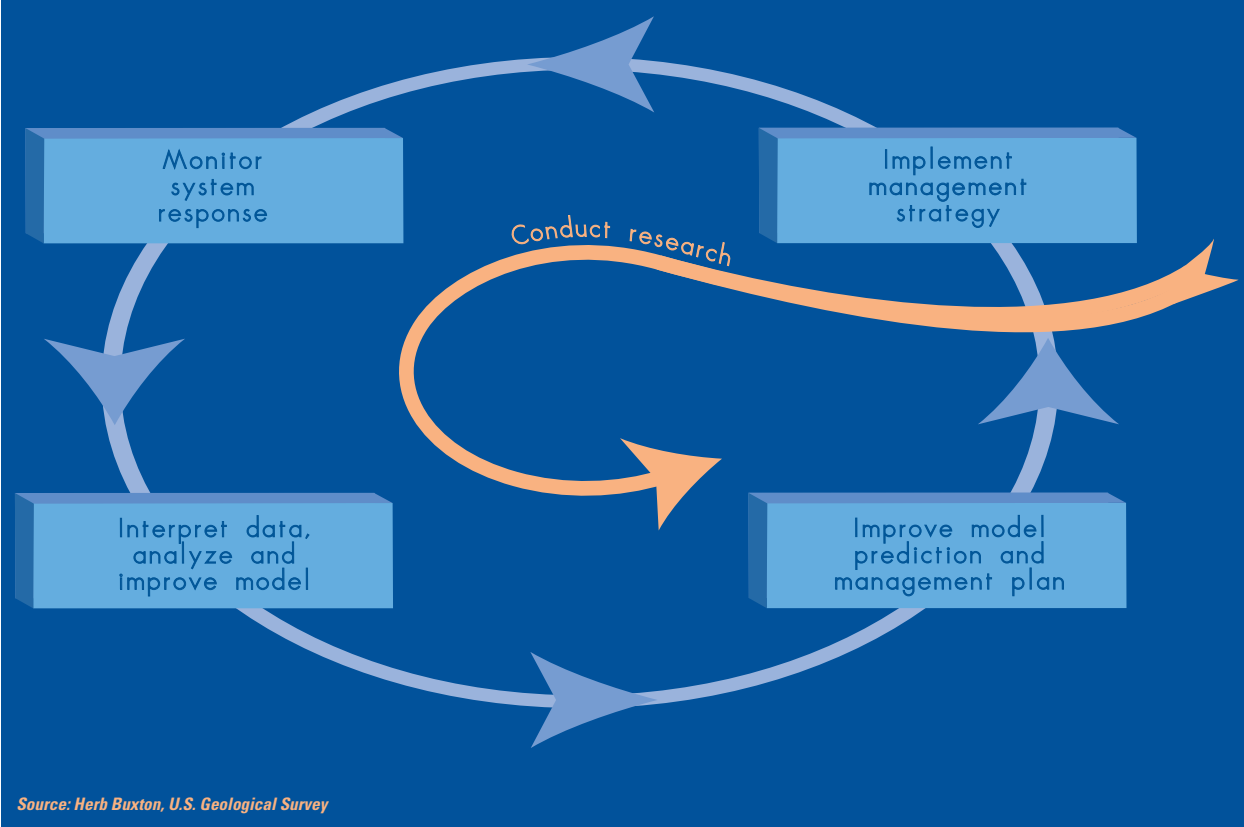 Monitor
system
response
Implement
management
strategy
Conduct research
Interpret data,
analyze and
improve model
Improve model
prediction and
management plan
Source: Herb Buxton, U.S. Geological Survey